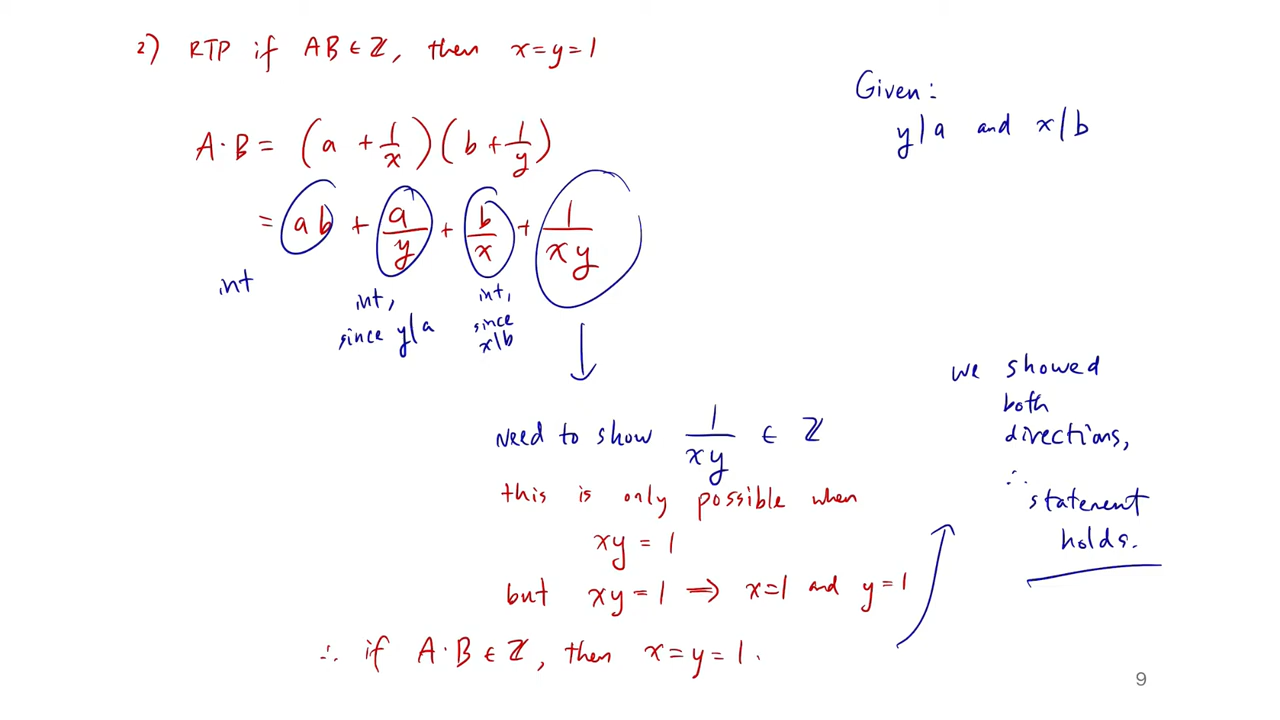 2) RTP if AB ∈ ℤ, then x=y=1
Given:
y|a and x|b
A·B = (a + 1/x)(b + 1/y)
= ab + a/y + b/x + 1/xy
int
int,
since y|a
int,
since
x|b
need to show 1/xy ∈ ℤ
this is only possible when
xy = 1
but xy = 1 ⟹ x=1 and y=1
∴ if A·B ∈ ℤ, then x=y=1.
we showed
both
directions,
∴
statement
holds.
9